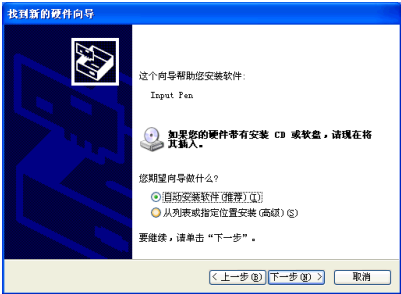 找到新的硬件向导
这个向导帮助您安装软件:
Input Pen
如果您的硬件带有安装 CD 或软盘，请现在将
其插入。
您期望向导做什么?
自动安装软件(推荐)(I)
从列表或指定位置安装(高级)(S)
要继续，请单击“下一步”。
< 上一步(B) 下一步(N) > 取消